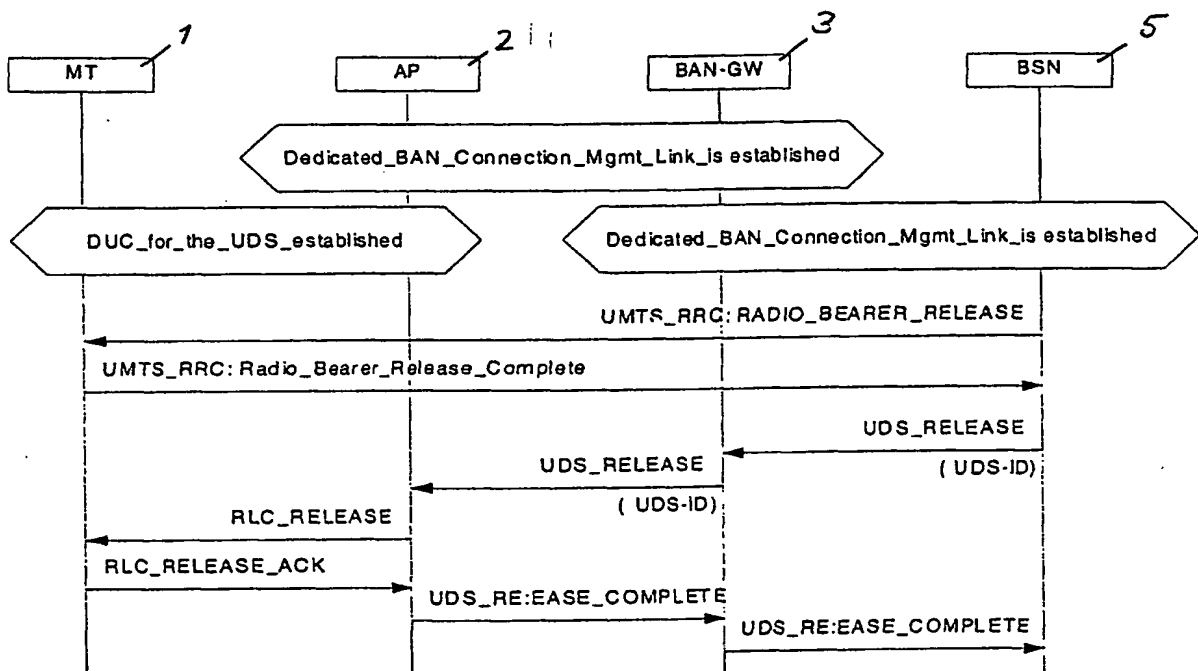 1 2 3 5
MT AP BAN-GW BSN
Dedicated_BAN_Connection_Mgmt_Link_is established
DUC_for_the_UDS_established Dedicated_BAN_Connection_Mgmt_Link_is established
UMTS_RRC: RADIO_BEARER_RELEASE
UMTS_RRC: Radio_Bearer_Release_Complete
UDS_RELEASE
( UDS-ID)
UDS_RELEASE
( UDS-ID)
RLC_RELEASE
RLC_RELEASE_ACK
UDS_RE:EASE_COMPLETE
UDS_RE:EASE_COMPLETE